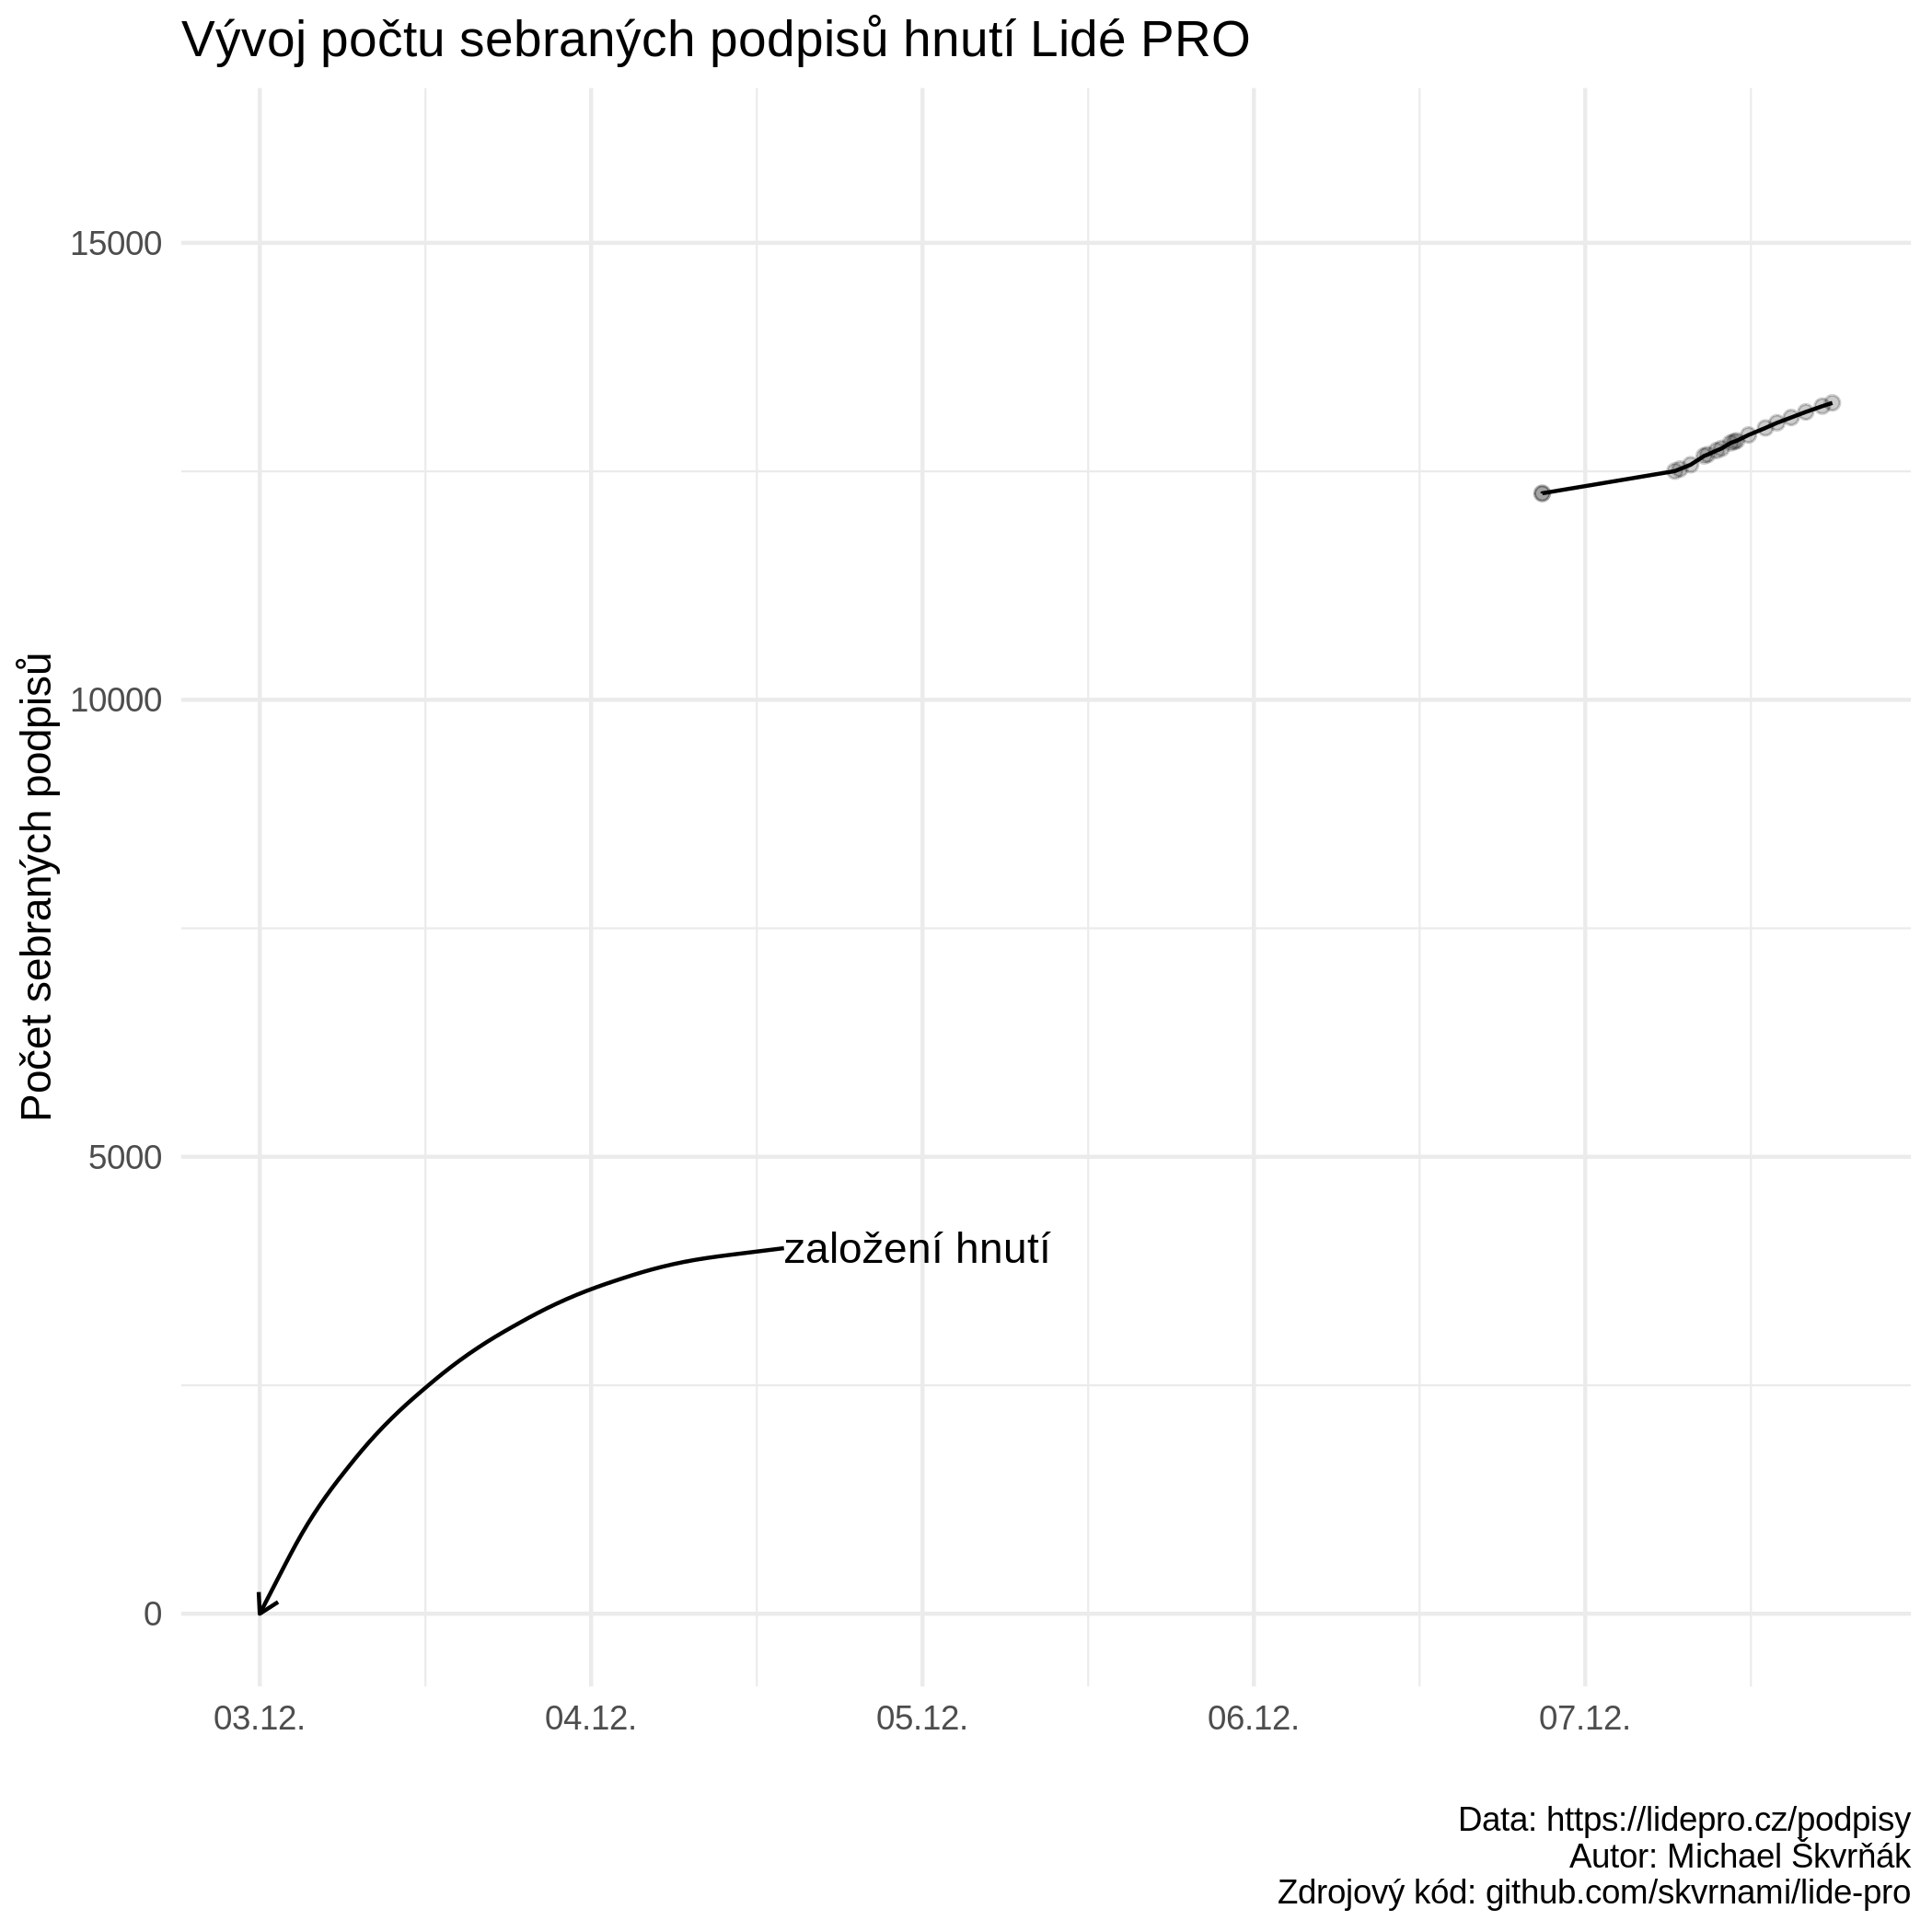 Vývoj počtu sebraných podpisů hnutí Lidé PRO
Počet sebraných podpisů
15000
10000
5000
0
založení hnutí
03.12.
04.12.
05.12.
06.12.
07.12.
Data: https://lidepro.cz/podpisy
Autor: Michael Škvrňák
Zdrojový kód: github.com/skvrnami/lide-pro